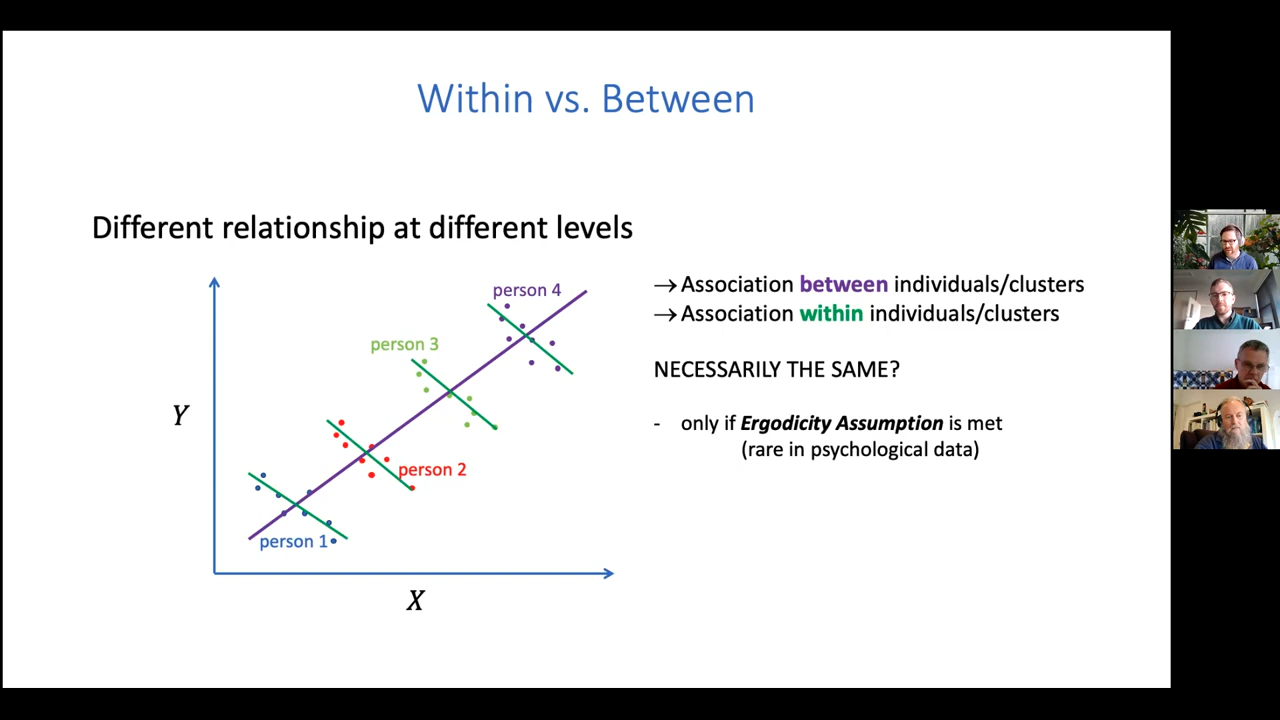 Within vs. Between
Different relationship at different levels
person 4
person 3
Y
person 2
person 1
X
→ Association between individuals/clusters
→ Association within individuals/clusters
NECESSARILY THE SAME?
- only if Ergodicity Assumption is met
(rare in psychological data)